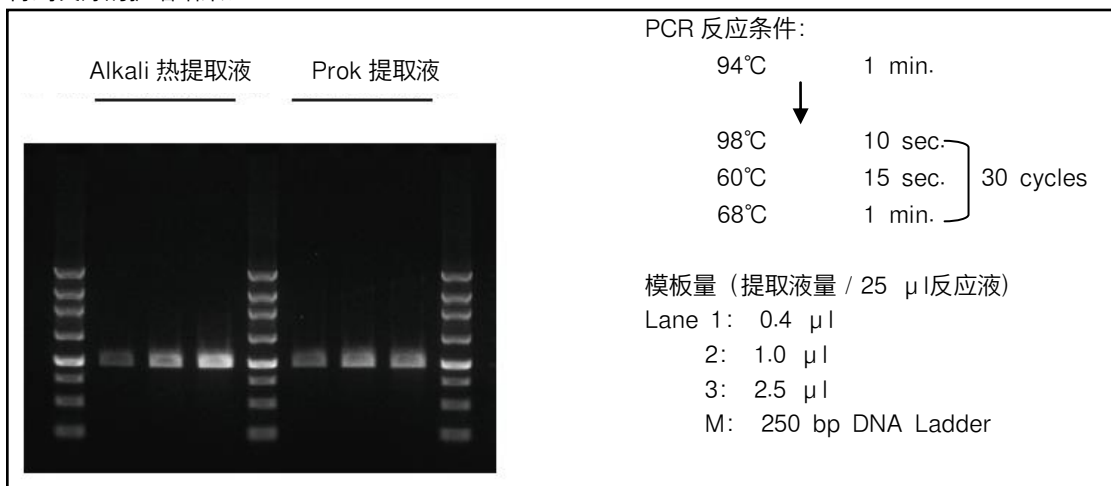 Alkali 热提取液 Prok 提取液
PCR 反应条件:
94℃ 1 min.
98℃ 10 sec.
60℃ 15 sec. 30 cycles
68℃ 1 min.
模板量（提取液量 / 25 μl反应液)
Lane 1: 0.4 μl
2: 1.0 μl
3: 2.5 μl
M: 250 bp DNA Ladder